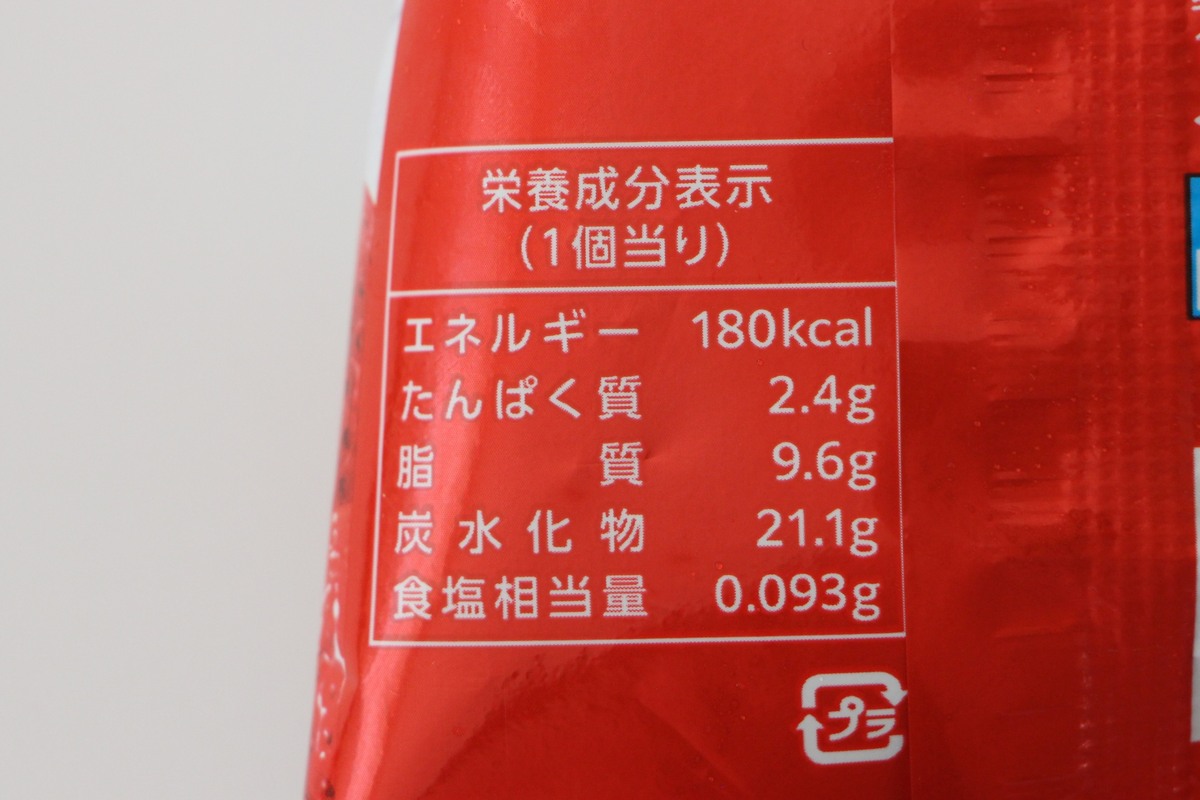 栄養成分表示
(1個当り)
エネルギー 180kcal
たんぱく質 2.4g
脂質 9.6g
炭水化物 21.1g
食塩相当量 0.093g
プラ